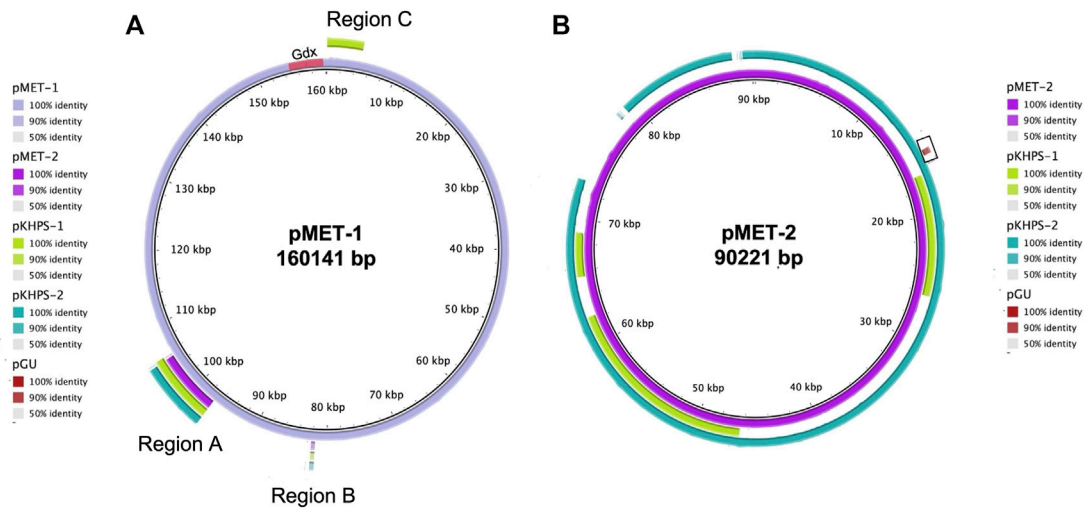 A
Region C
Gdx
pMET-1
100% identity
90% identity
50% identity
pMET-2
100% identity
90% identity
50% identity
pKHPS-1
100% identity
90% identity
50% identity
pKHPS-2
100% identity
90% identity
50% identity
pGU
100% identity
90% identity
50% identity
160 kbp
10 kbp
20 kbp
30 kbp
40 kbp
50 kbp
60 kbp
70 kbp
80 kbp
90 kbp
100 kbp
110 kbp
120 kbp
130 kbp
140 kbp
150 kbp
pMET-1
160141 bp
Region A
Region B
B
90 kbp
10 kbp
20 kbp
30 kbp
40 kbp
50 kbp
60 kbp
70 kbp
80 kbp
pMET-2
90221 bp
pMET-2
100% identity
90% identity
50% identity
pKHPS-1
100% identity
90% identity
50% identity
pKHPS-2
100% identity
90% identity
50% identity
pGU
100% identity
90% identity
50% identity